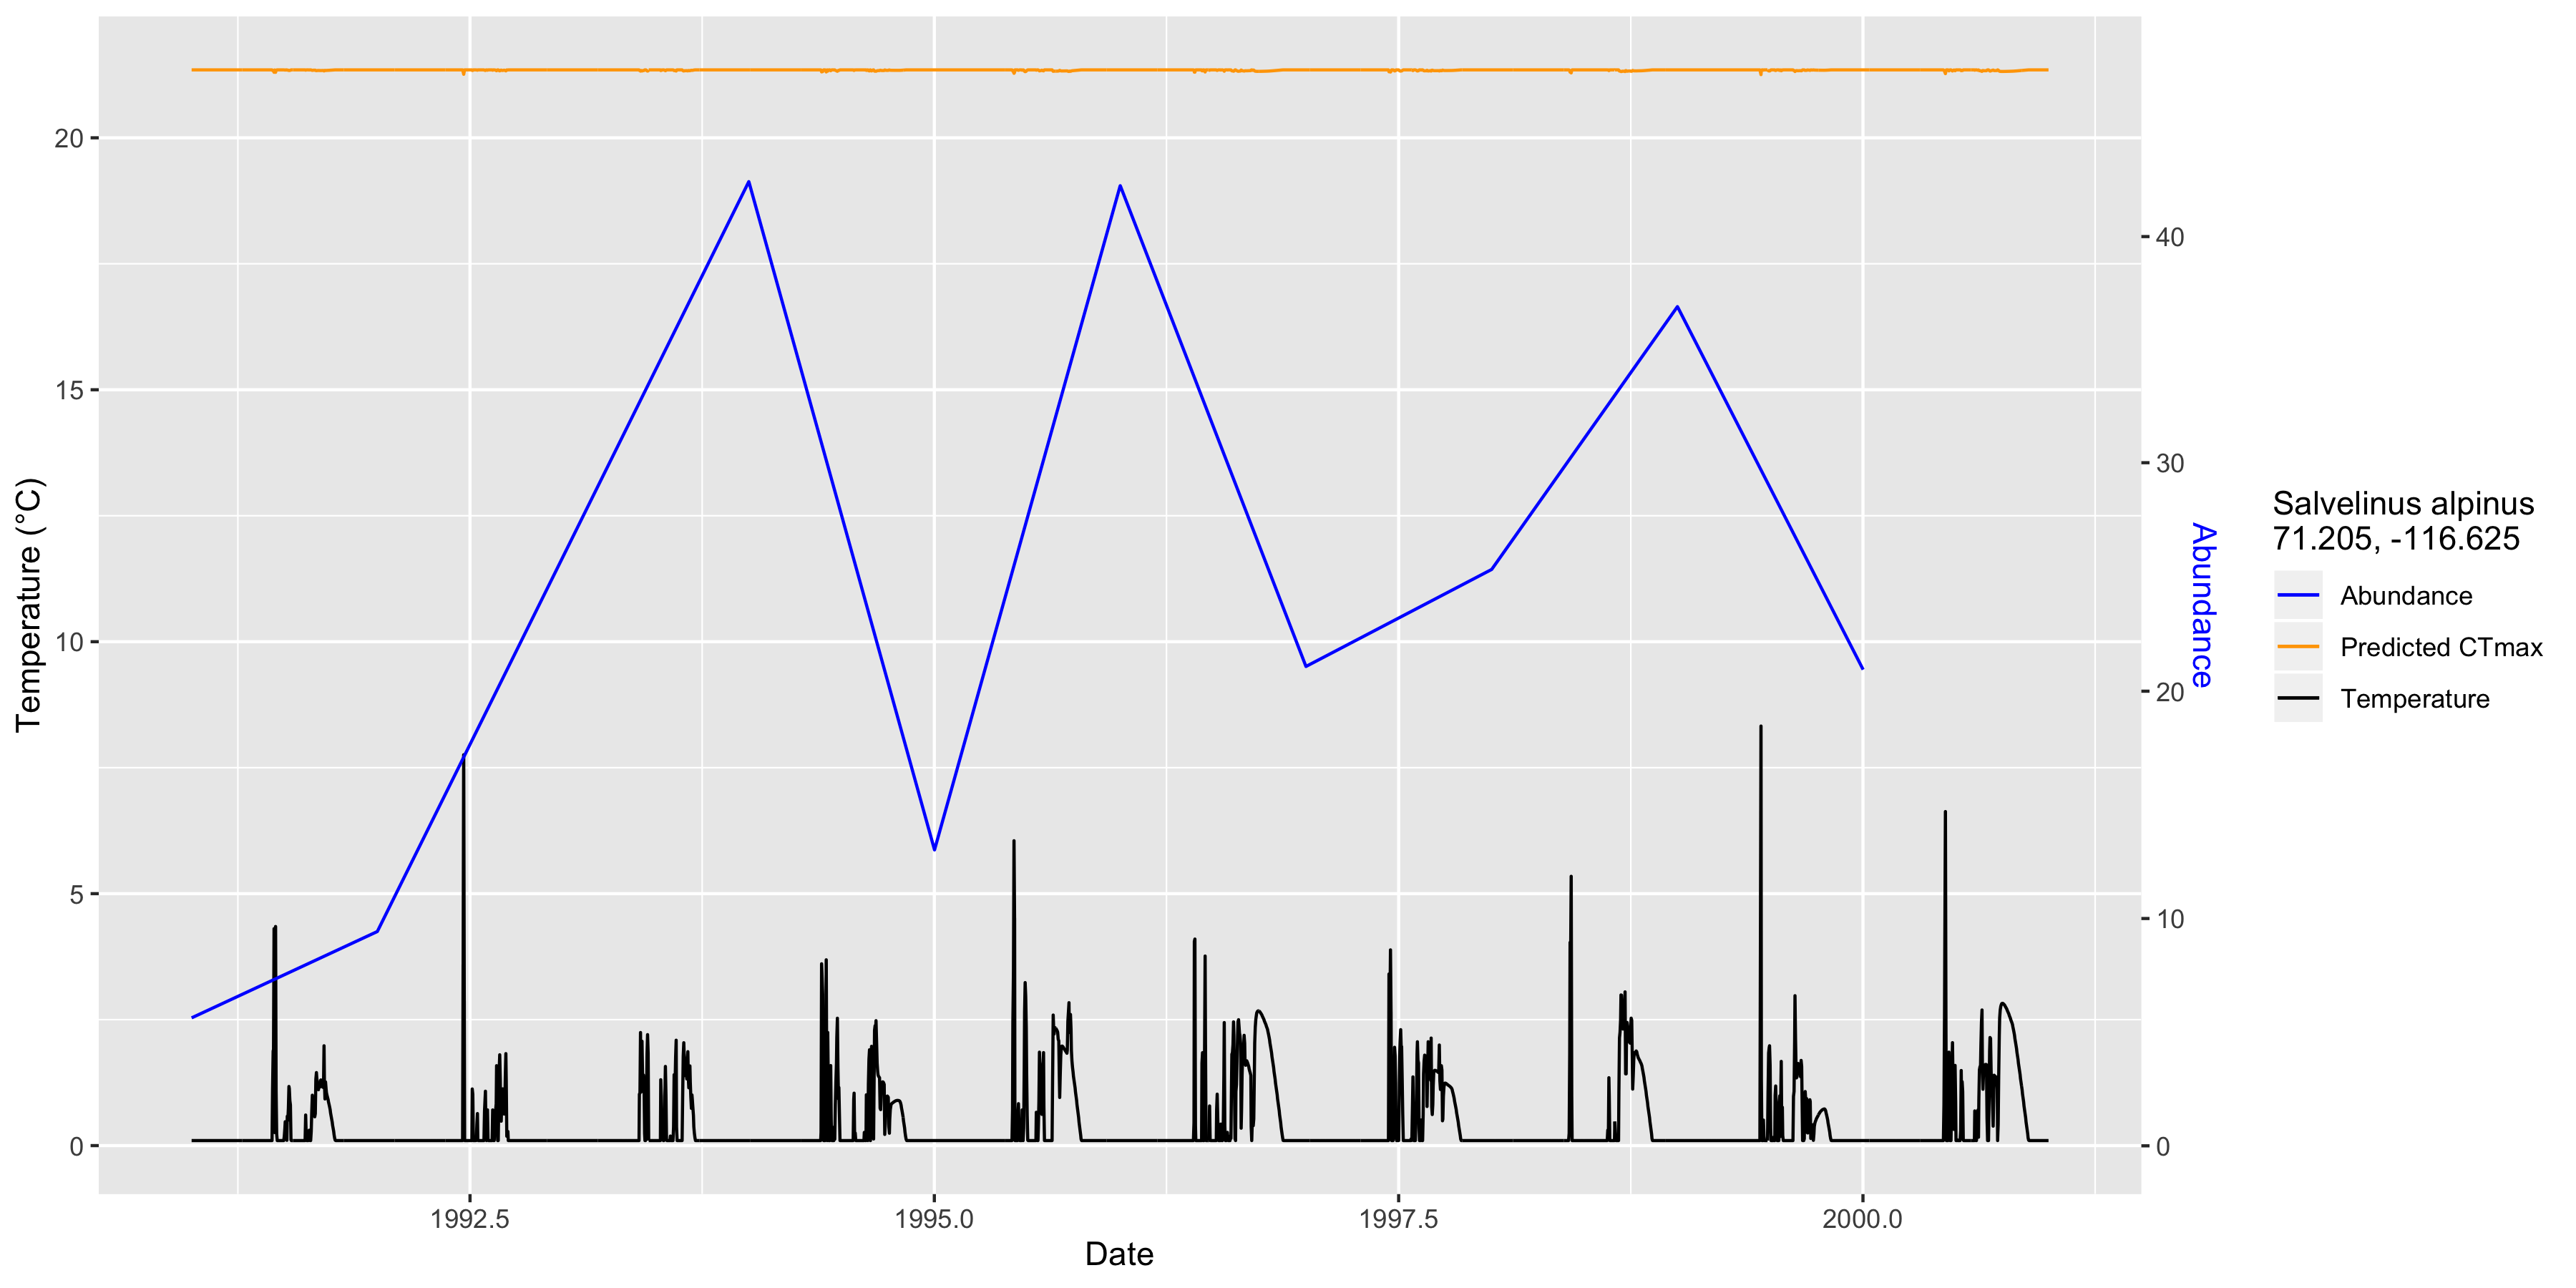 20
15
10
5
0
Temperature (°C)
1992.5
1995.0
1997.5
2000.0
Date
40
30
20
10
0
Abundance
Salvelinus alpinus
71.205, -116.625
Abundance
Predicted CTmax
Temperature